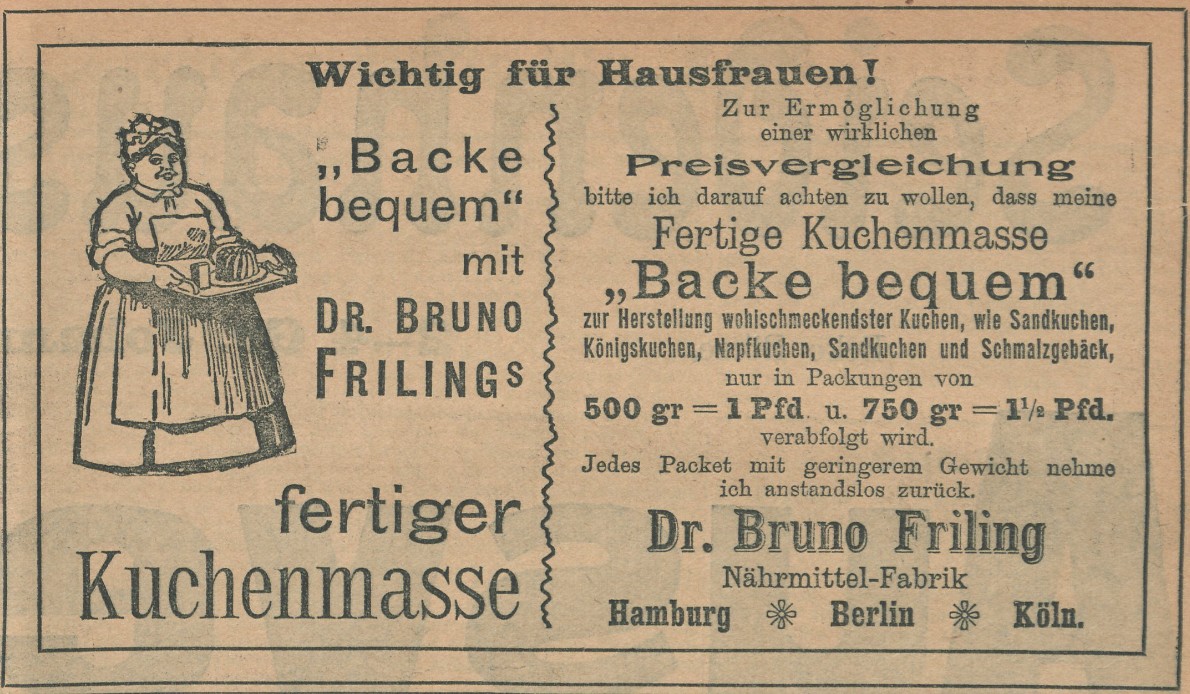 Wichtig für Hausfrauen!
„Backe
bequem“
mit
DR. BRUNO
FRILINGS
fertiger
Kuchenmasse
Zur Ermöglichung
einer wirklichen
Preisvergleichung
bitte ich darauf achten zu wollen, dass meine
Fertige Kuchenmasse
„Backe bequem“
zur Herstellung wohlschmeckendster Kuchen, wie Sandkuchen,
Königskuchen, Napfkuchen, Sandkuchen und Schmalzgebäck,
nur in Packungen von
500 gr = 1 Pfd. u. 750 gr = 1½ Pfd.
verabfolgt wird.
Jedes Packet mit geringerem Gewicht nehme
ich anstandslos zurück.
Dr. Bruno Friling
Nährmittel-Fabrik
Hamburg Berlin Köln.